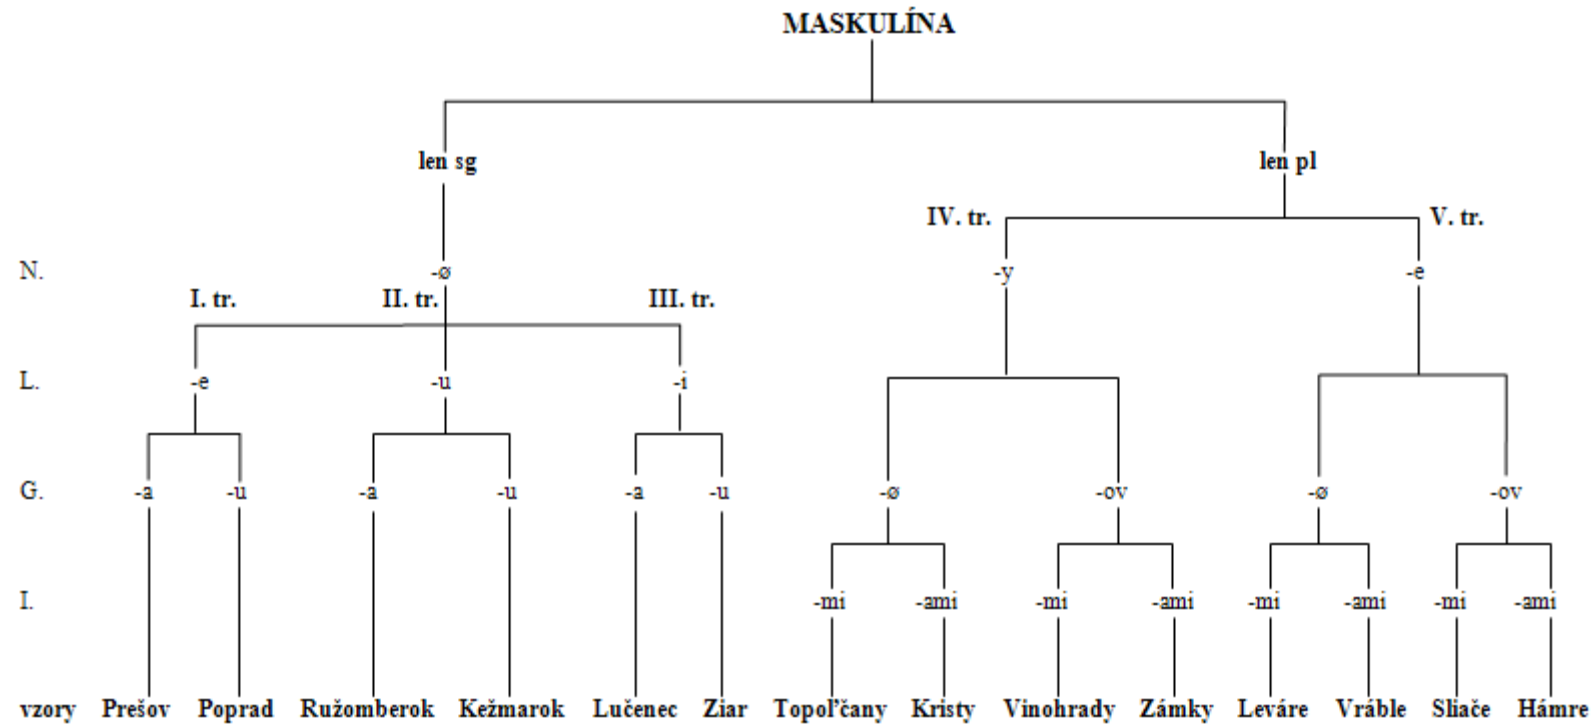 MASKULÍNA
len sg len pl
IV. tr. V. tr.
N. -ø -y -e
I. tr. II. tr. III. tr.
L. -e -u -i
G. -a -u -a -u -a -u -ø -ov -ø -ov
I. -mi -ami -mi -ami -mi -ami -mi -ami
vzory Prešov Poprad Ružomberok Kežmarok Lučenec Ziar Topoľčany Kristy Vinohrady Zámky Leváre Vráble Sliače Hámre